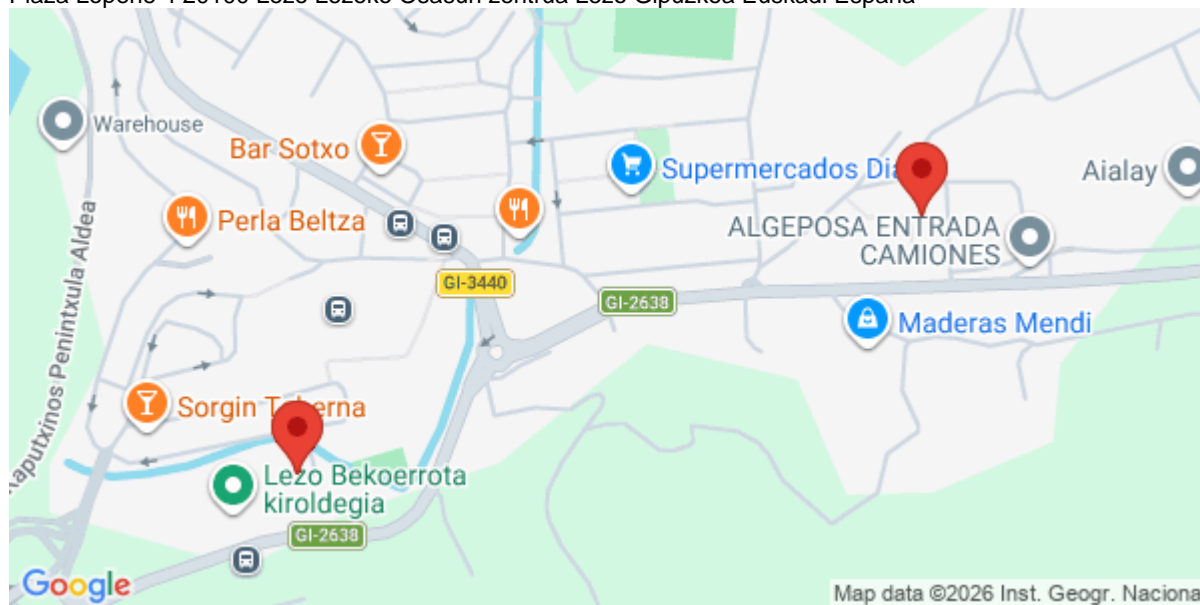 Warehouse
Bar Sotxo
Supermercados Dia
Aialay
Perla Beltza
ALGEPOSA ENTRADA
CAMIONES
GI-3440
GI-2638
Maderas Mendi
Penintxula Aldea
Sorgin Taberna
Lezo Bekoerrota
kiroldegia
GI-2638
Google
Map data ©2026 Inst. Geogr. Naciona